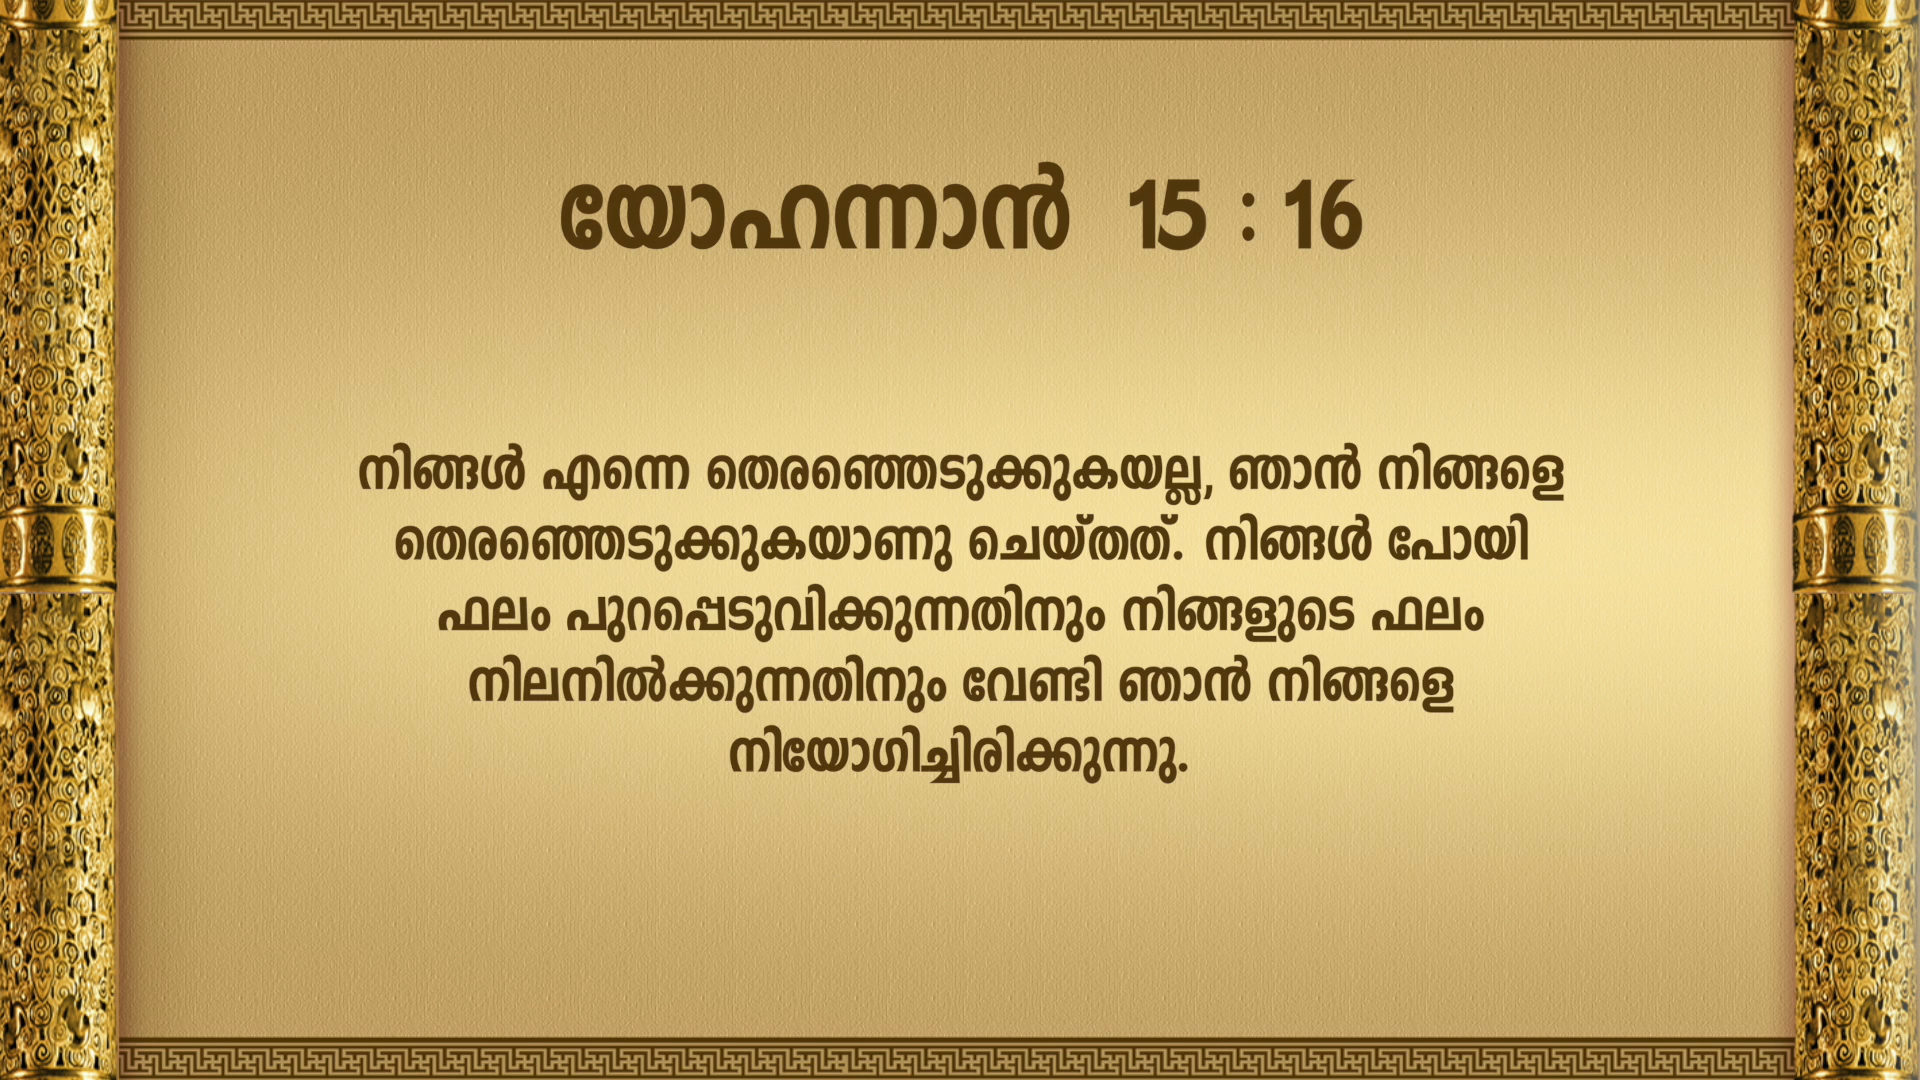 യോഹന്നാൻ 15 : 16
നിങ്ങൾ എന്നെ തെരഞ്ഞെടുക്കുകയല്ല, ഞാൻ നിങ്ങളെ
തെരഞ്ഞെടുക്കുകയാണു ചെയ്തത്. നിങ്ങൾ പോയി
ഫലം പുറപ്പെടുവിക്കുന്നതിനും നിങ്ങളുടെ ഫലം
നിലനിൽക്കുന്നതിനും വേണ്ടി ഞാൻ നിങ്ങളെ
നിയോഗിച്ചിരിക്കുന്നു.